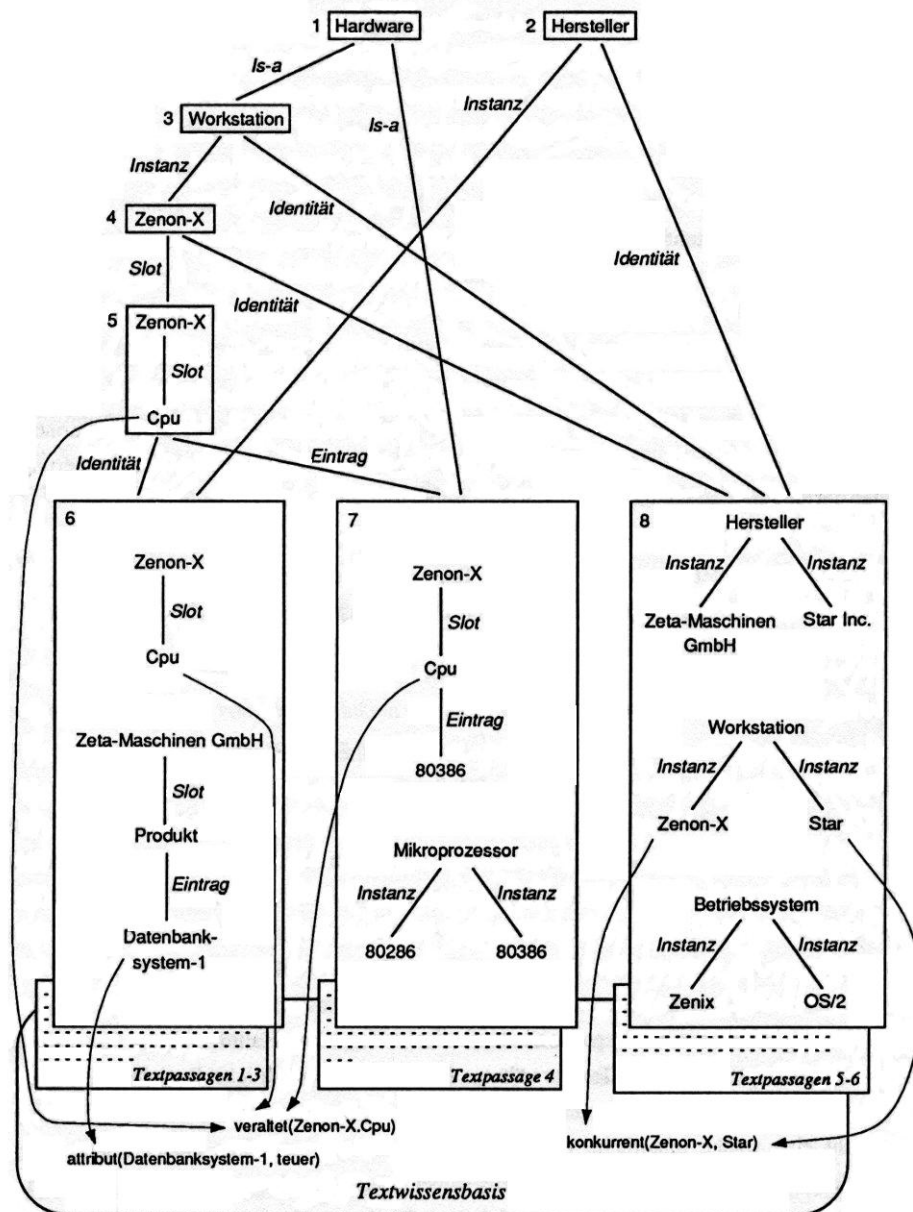 1 Hardware
2 Hersteller
Is-a
Instanz
Is-a
3 Workstation
Instanz
Identität
4 Zenon-X
Identität
Slot
Identität
5 Zenon-X
Slot
Cpu
Identität
Eintrag
6
Zenon-X
Slot
Cpu
Zeta-Maschinen GmbH
Slot
Produkt
Eintrag
Datenbank-
system-1
Textpassagen 1-3
7
Zenon-X
Slot
Cpu
Eintrag
80386
Mikroprozessor
Instanz Instanz
80286 80386
Textpassage 4
8
Hersteller
Instanz Instanz
Zeta-Maschinen Star Inc.
GmbH
Workstation
Instanz Instanz
Zenon-X Star
Betriebssystem
Instanz Instanz
Zenix OS/2
Textpassagen 5-6
veraltet(Zenon-X.Cpu)
konkurrent(Zenon-X, Star)
attribut(Datenbanksystem-1, teuer)
Textwissensbasis